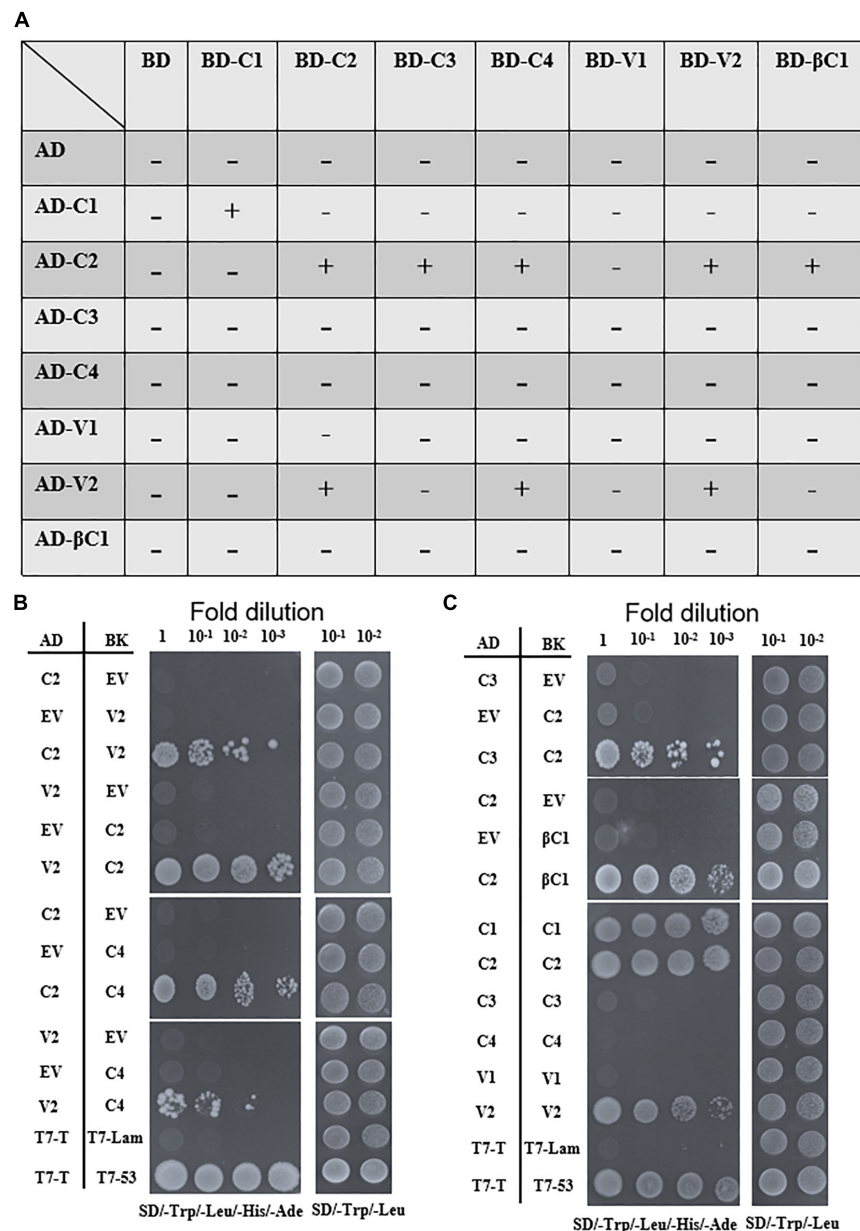 A
BD BD-C1 BD-C2 BD-C3 BD-C4 BD-V1 BD-V2 BD-βC1
AD - - - - - - - -
AD-C1 - + - - - - - -
AD-C2 - - + + + - + +
AD-C3 - - - - - - - -
AD-C4 - - - - - - - -
AD-V1 - - - - - - - -
AD-V2 - - + - + - + -
AD-βC1 - - - - - - - -
B
Fold dilution
AD BK 1 10⁻¹ 10⁻² 10⁻³ 10⁻¹ 10⁻²
C2 EV
EV V2
C2 V2
V2 EV
EV C2
V2 C2
C2 EV
EV C4
C2 C4
V2 EV
EV C4
V2 C4
T7-T T7-Lam
T7-T T7-53
SD/-Trp/-Leu/-His/-Ade SD/-Trp/-Leu
C
Fold dilution
AD BK 1 10⁻¹ 10⁻² 10⁻³ 10⁻¹ 10⁻²
C3 EV
EV C2
C3 C2
C2 EV
EV βC1
C2 βC1
C1 C1
C2 C2
C3 C3
C4 C4
V1 V1
V2 V2
T7-T T7-Lam
T7-T T7-53
SD/-Trp/-Leu/-His/-Ade SD/-Trp/-Leu